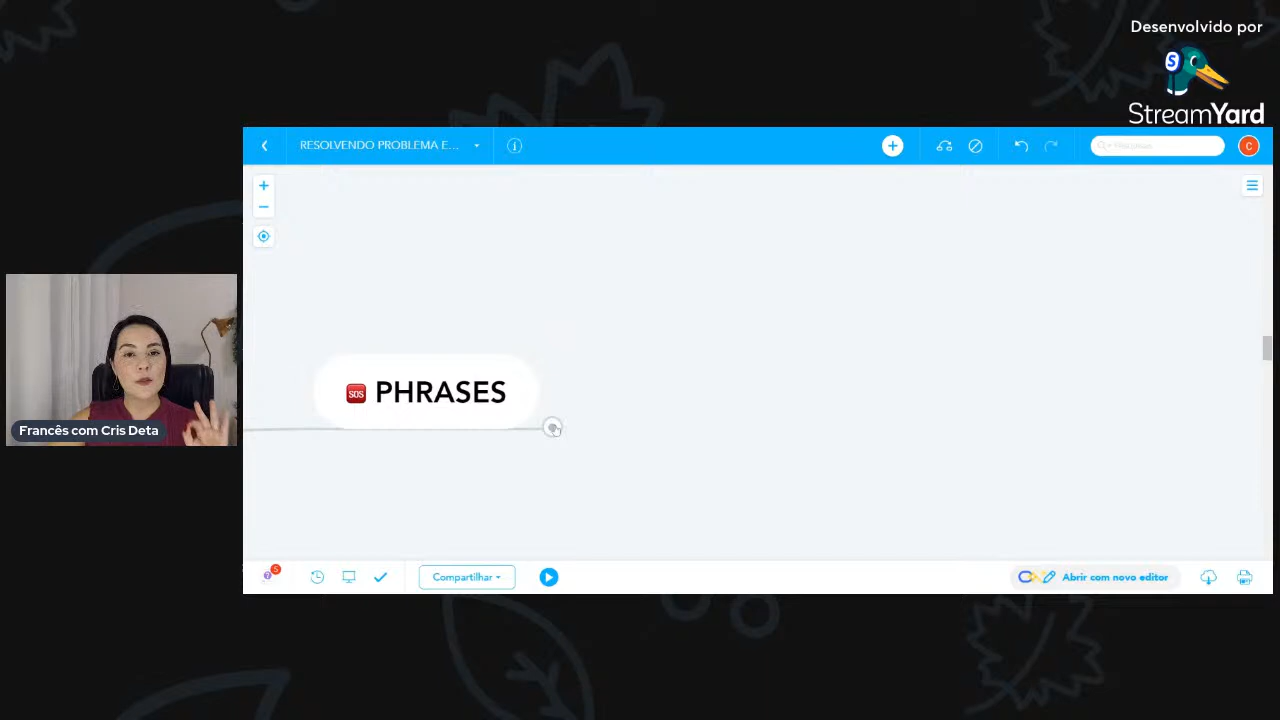 Desenvolvido por
StreamYard
RESOLVENDO PROBLEMA E...
C
SOS PHRASES
Francês com Cris Deta
Compartilhar
Abrir com novo editor